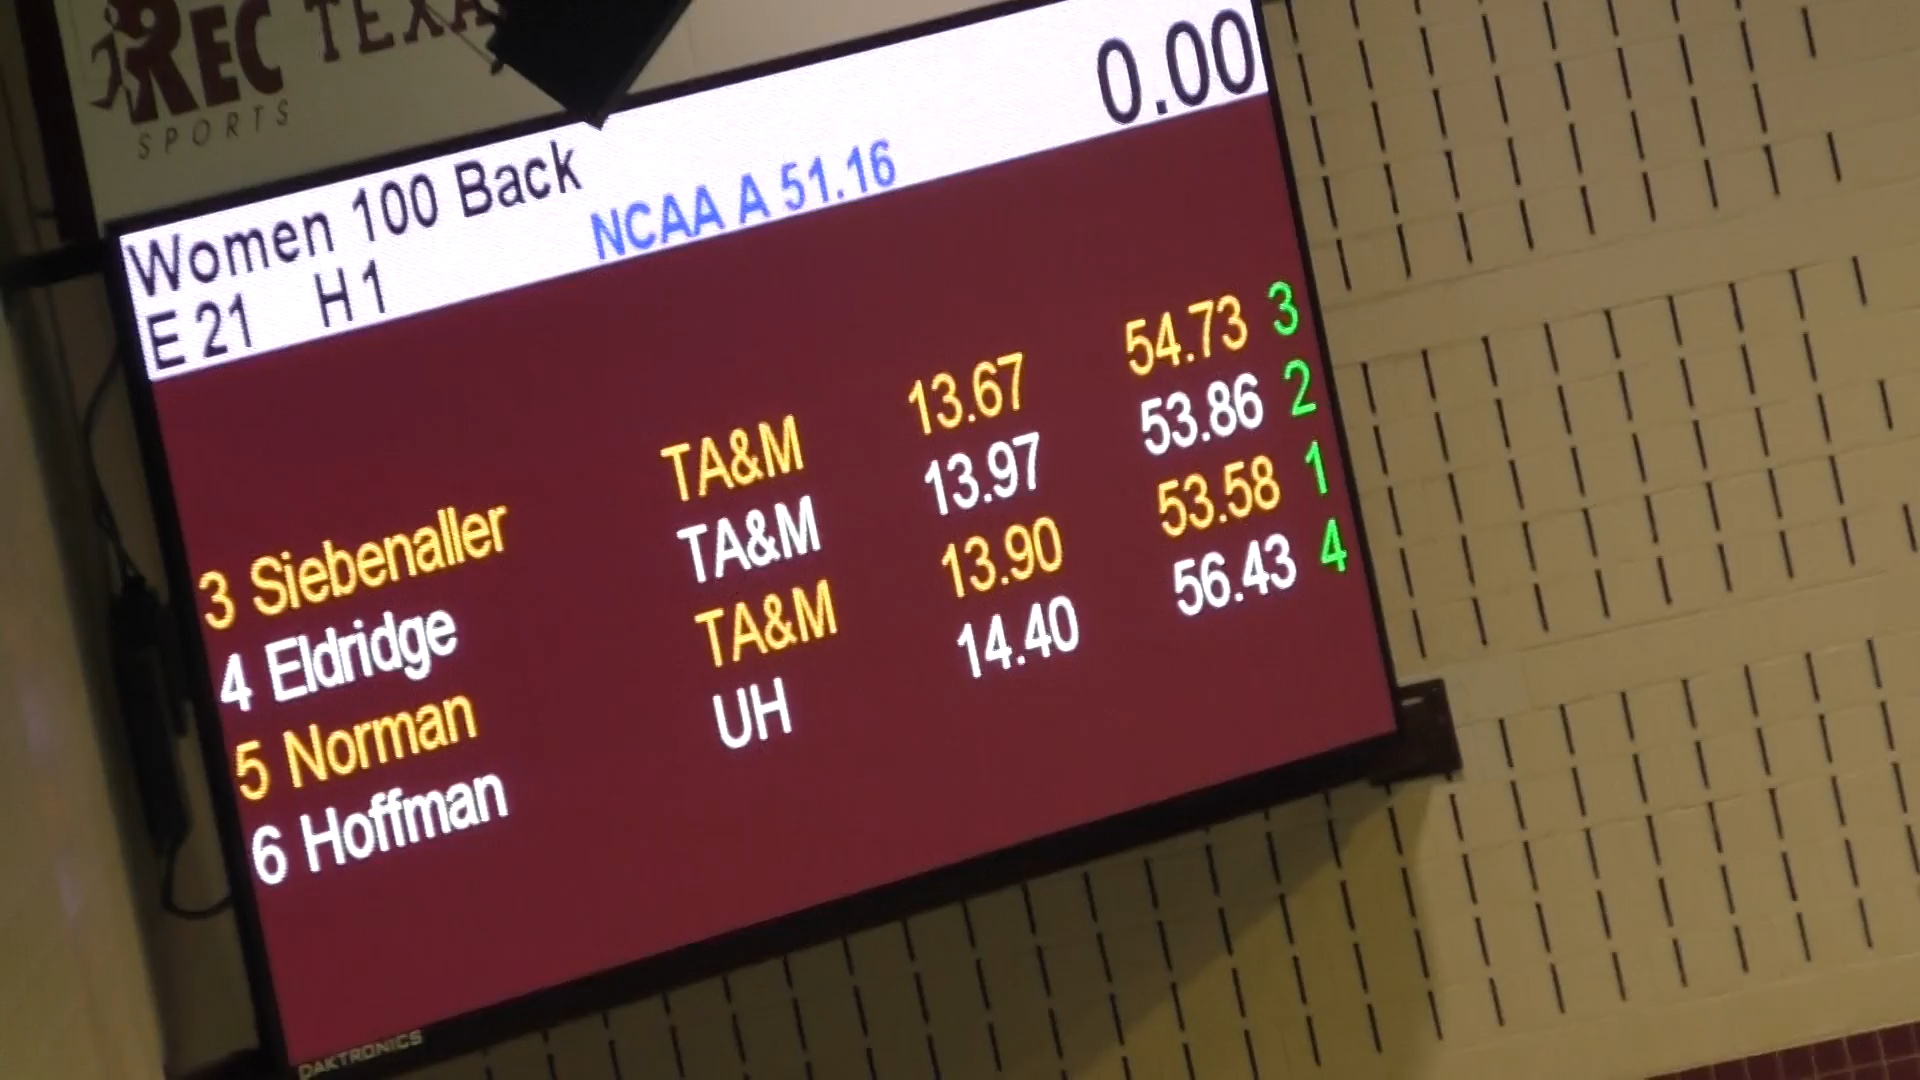 REC TEXA
SPORTS
0.00
Women 100 Back
E 21 H 1 NCAA A 51.16
3 Siebenaller TA&M 13.67 54.73 3
4 Eldridge TA&M 13.97 53.86 2
5 Norman TA&M 13.90 53.58 1
6 Hoffman UH 14.40 56.43 4
DAKTRONICS